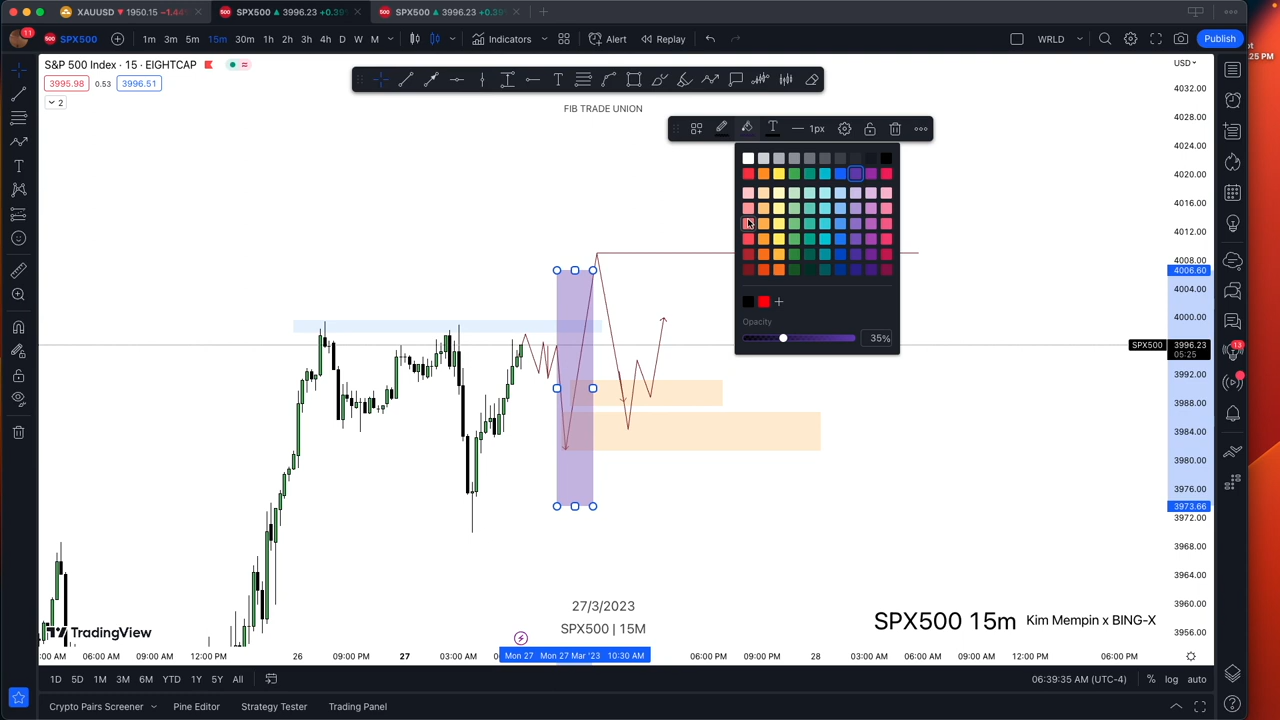 XAUUSD ▼ 1950.15 −1.44
SPX500 ▲ 3996.23 +0.39
SPX500 ▲ 3996.23 +0.39
11
SPX500
1m 3m 5m 15m 30m 1h 2h 3h 4h D W M
Indicators
Alert
Replay
WRLD
Publish
S&P 500 Index · 15 · EIGHTCAP
3995.98 0.53 3996.51
2
FIB TRADE UNION
1px
Opacity
35%
USD
4032.00
4028.00
4024.00
4020.00
4016.00
4012.00
4008.00
4006.60
4004.00
4000.00
SPX500 3996.23
05:25
3992.00
3988.00
3984.00
3980.00
3976.00
3973.66
3972.00
3968.00
3964.00
3960.00
3956.00
13
27/3/2023
SPX500 | 15M
SPX500 15m Kim Mempin x BING-X
TradingView
:00 AM 06:00 AM 09:00 AM 12:00 PM 26 09:00 PM 27 03:00 AM Mon 27 Mon 27 Mar '23 10:30 AM 06:00 PM 09:00 PM 28 03:00 AM 06:00 AM 09:00 AM 12:00 PM 06:00 PM
1D 5D 1M 3M 6M YTD 1Y 5Y All
06:39:35 AM (UTC-4) % log auto
Crypto Pairs Screener Pine Editor Strategy Tester Trading Panel